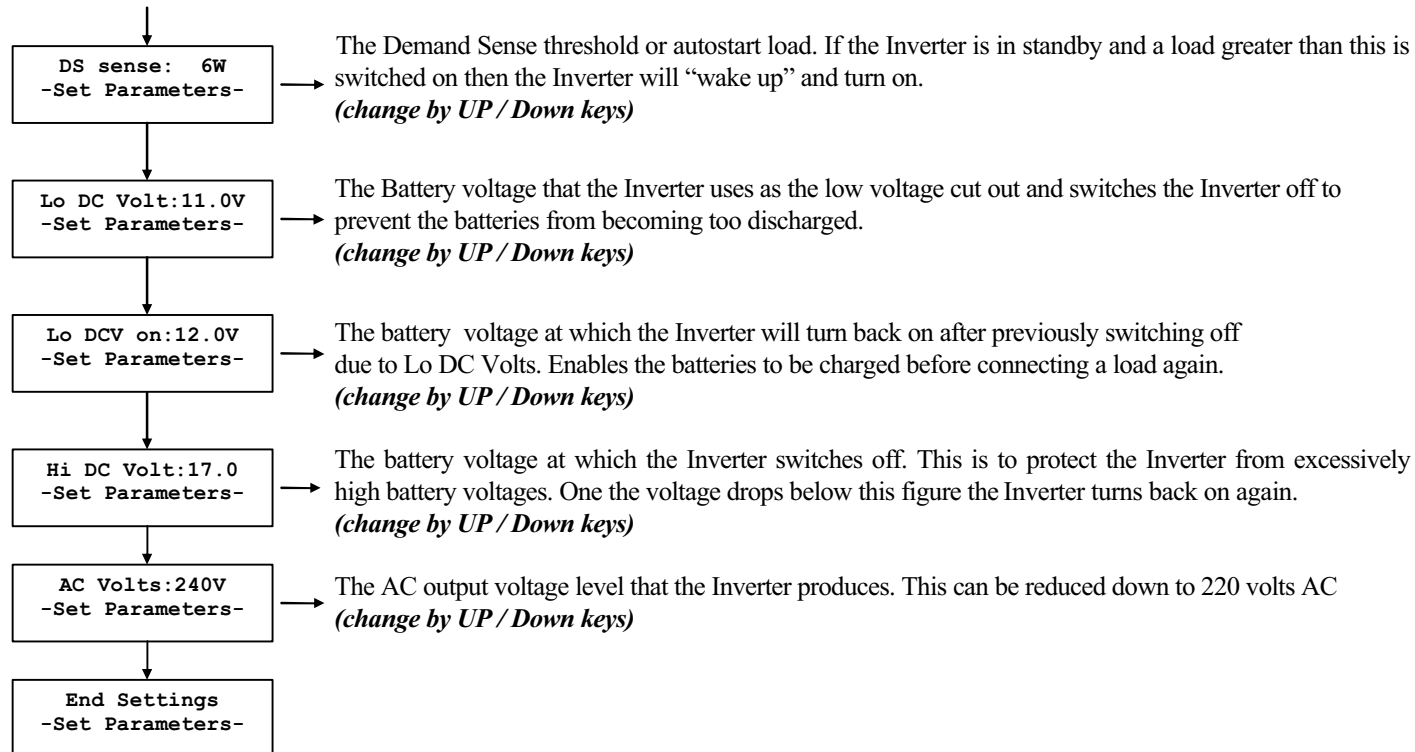 DS sense: 6W
-Set Parameters-
The Demand Sense threshold or autostart load. If the Inverter is in standby and a load greater than this is
switched on then the Inverter will “wake up” and turn on.
(change by UP / Down keys)
Lo DC Volt:11.0V
-Set Parameters-
The Battery voltage that the Inverter uses as the low voltage cut out and switches the Inverter off to
prevent the batteries from becoming too discharged.
(change by UP / Down keys)
Lo DCV on:12.0V
-Set Parameters-
The battery voltage at which the Inverter will turn back on after previously switching off
due to Lo DC Volts. Enables the batteries to be charged before connecting a load again.
(change by UP / Down keys)
Hi DC Volt:17.0
-Set Parameters-
The battery voltage at which the Inverter switches off. This is to protect the Inverter from excessively
high battery voltages. One the voltage drops below this figure the Inverter turns back on again.
(change by UP / Down keys)
AC Volts:240V
-Set Parameters-
The AC output voltage level that the Inverter produces. This can be reduced down to 220 volts AC
(change by UP / Down keys)
End Settings
-Set Parameters-